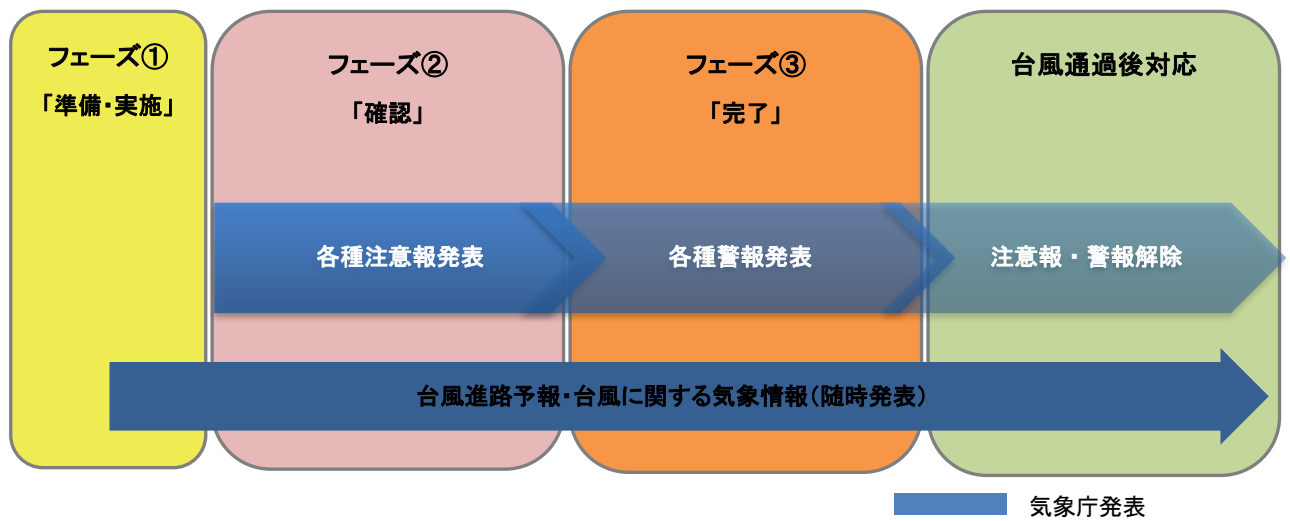 フェーズ①
「準備・実施」
フェーズ②
「確認」
フェーズ③
「完了」
台風通過後対応
各種注意報発表
各種警報発表
注意報・警報解除
台風進路予報・台風に関する気象情報（随時発表）
気象庁発表